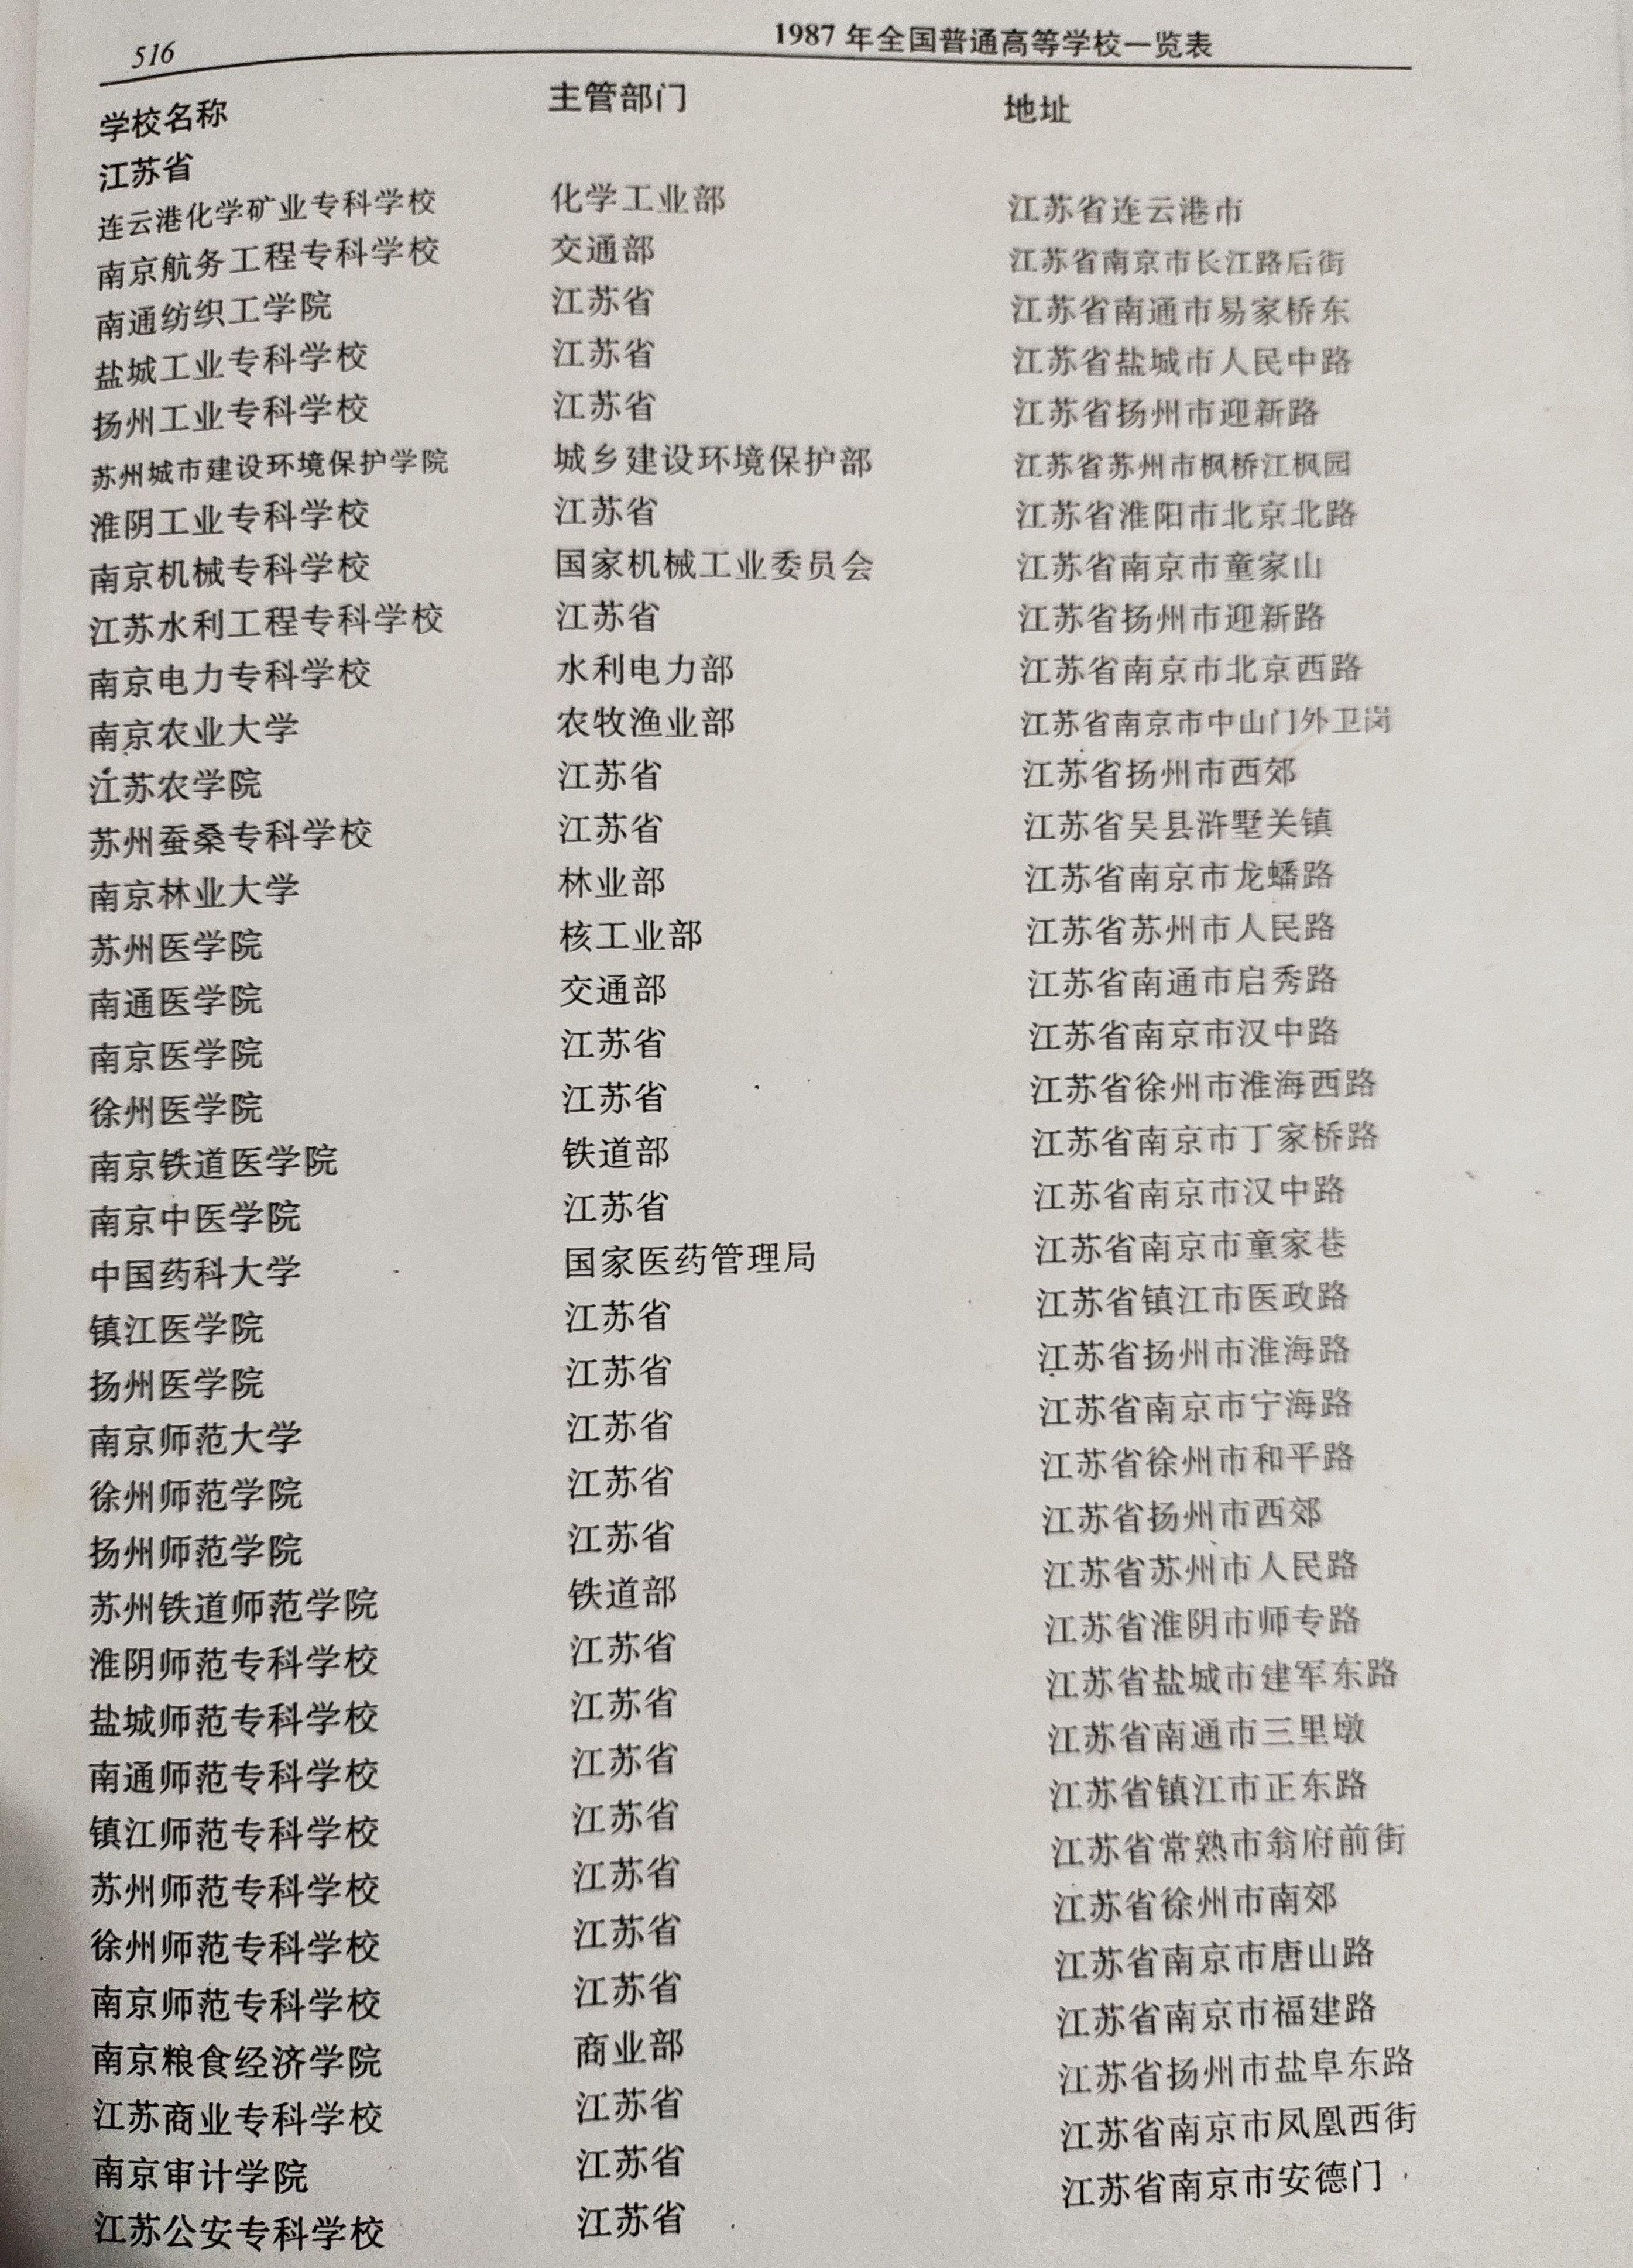 516 1987 年全国普通高等学校一览表
学校名称 主管部门 地址
江苏省
连云港化学矿业专科学校 化学工业部 江苏省连云港市
南京航务工程专科学校 交通部 江苏省南京市长江路后街
南通纺织工学院 江苏省 江苏省南通市易家桥东
盐城工业专科学校 江苏省 江苏省盐城市人民中路
扬州工业专科学校 江苏省 江苏省扬州市迎新路
苏州城市建设环境保护学院 城乡建设环境保护部 江苏省苏州市枫桥江枫园
淮阴工业专科学校 江苏省 江苏省淮阳市北京北路
南京机械专科学校 国家机械工业委员会 江苏省南京市童家山
江苏水利工程专科学校 江苏省 江苏省扬州市迎新路
南京电力专科学校 水利电力部 江苏省南京市北京西路
南京农业大学 农牧渔业部 江苏省南京市中山门外卫岗
江苏农学院 江苏省 江苏省扬州市西郊
苏州蚕桑专科学校 江苏省 江苏省吴县浒墅关镇
南京林业大学 林业部 江苏省南京市龙蟠路
苏州医学院 核工业部 江苏省苏州市人民路
南通医学院 交通部 江苏省南通市启秀路
南京医学院 江苏省 江苏省南京市汉中路
徐州医学院 江苏省 江苏省徐州市淮海西路
南京铁道医学院 铁道部 江苏省南京市丁家桥路
南京中医学院 江苏省 江苏省南京市汉中路
中国药科大学 国家医药管理局 江苏省南京市童家巷
镇江医学院 江苏省 江苏省镇江市医政路
扬州医学院 江苏省 江苏省扬州市淮海路
南京师范大学 江苏省 江苏省南京市宁海路
徐州师范学院 江苏省 江苏省徐州市和平路
扬州师范学院 江苏省 江苏省扬州市西郊
苏州铁道师范学院 铁道部 江苏省苏州市人民路
淮阴师范专科学校 江苏省 江苏省淮阴市师专路
盐城师范专科学校 江苏省 江苏省盐城市建军东路
南通师范专科学校 江苏省 江苏省南通市三里墩
镇江师范专科学校 江苏省 江苏省镇江市正东路
苏州师范专科学校 江苏省 江苏省常熟市翁府前街
徐州师范专科学校 江苏省 江苏省徐州市南郊
南京师范专科学校 江苏省 江苏省南京市唐山路
南京粮食经济学院 商业部 江苏省南京市福建路
江苏商业专科学校 江苏省 江苏省扬州市盐阜东路
南京审计学院 江苏省 江苏省南京市凤凰西街
江苏公安专科学校 江苏省 江苏省南京市安德门